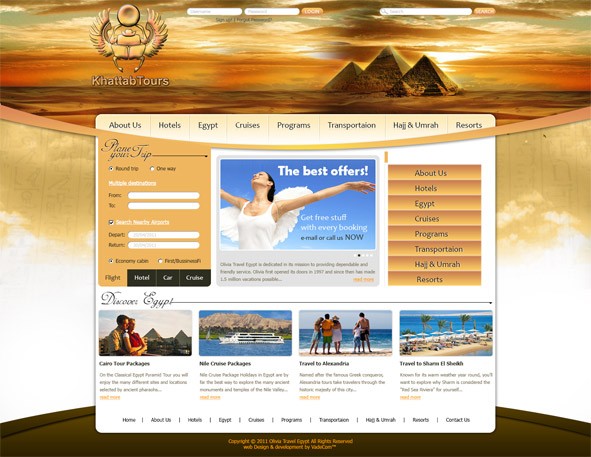 Username
Password
LOGIN
Search
SEARCH
Sign up! | Forgot Password?
KhattabTours
About Us
Hotels
Egypt
Cruises
Programs
Transportaion
Hajj & Umrah
Resorts
Plane
your Trip
Round trip
One way
Multiple destinations
From:
To:
Search Nearby Airports
Depart:
Return:
Economy cabin
First/BussinessFi
Flight
Hotel
Car
Cruise
The best offers!
Get free stuff
with every booking
e-mail or call us NOW
Olivia Travel Egypt is dedicated in its mission to providing dependable and
friendly service. Olivia first opened its doors in 1997 and since then has made
1.5 world of vacations possible...
read more
About Us
Hotels
Egypt
Cruises
Programs
Transportaion
Hajj & Umrah
Resorts
Discover Egypt
Cairo Tour Packages
On the Classical Egypt Pyramid Tour you will
enjoy the many different sites and locations
selected by ancient pharaohs...
read more
Nile Cruise Packages
Nile Cruise Package Holidays in Egypt are by
far the best way to explore the many ancient
monuments and temples of the Nile Valley...
read more
Travel to Alexandria
Named after the famous Greek conqueror,
Alexandria tours take travelers through the
historic majesty of this city...
read more
Travel to Sharm El Sheikh
Known for its warm weather year round, you'll
want to explore why Sharm is considered the
"Red Sea Riviera" for yourself...
read more
Home | About Us | Hotels | Egypt | Cruises | Programs | Transportaion | Hajj & Umrah | Resorts | Contact Us
Copyright © 2011 Olivia Travel Egypt All Rights Reserved
web Design & development by VadeCom™